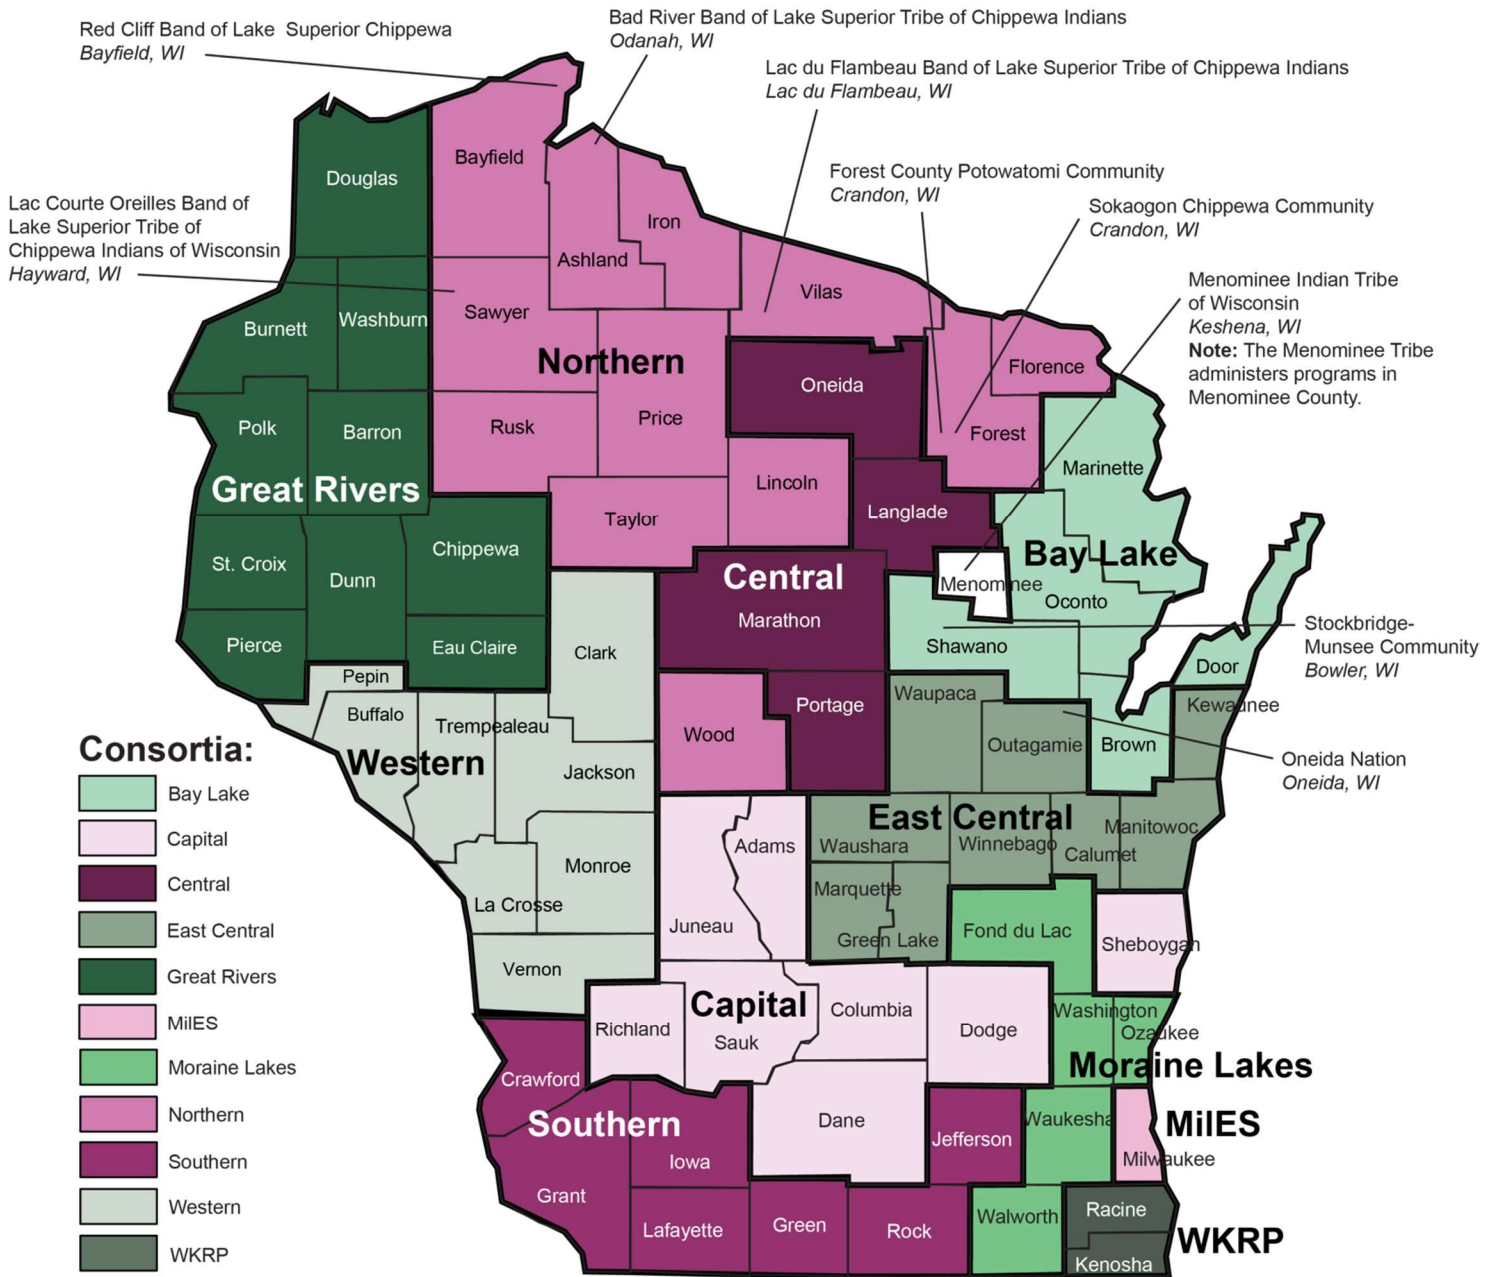 Red Cliff Band of Lake Superior Chippewa
Bayfield, WI
Bad River Band of Lake Superior Tribe of Chippewa Indians
Odanah, WI
Lac du Flambeau Band of Lake Superior Tribe of Chippewa Indians
Lac du Flambeau, WI
Forest County Potowatomi Community
Crandon, WI
Sokaogon Chippewa Community
Crandon, WI
Lac Courte Oreilles Band of
Lake Superior Tribe of
Chippewa Indians of Wisconsin
Hayward, WI
Menominee Indian Tribe
of Wisconsin
Keshena, WI
Note: The Menominee Tribe
administers programs in
Menominee County.
Douglas
Bayfield
Iron
Ashland
Vilas
Burnett
Washburn
Sawyer
Northern
Florence
Oneida
Polk
Barron
Rusk
Price
Forest
Great Rivers
Marinette
Lincoln
Taylor
Langlade
Chippewa
St. Croix
Dunn
Bay Lake
Central
Menominee
Oconto
Marathon
Pierce
Eau Claire
Clark
Shawano
Stockbridge-
Munsee Community
Bowler, WI
Door
Pepin
Buffalo
Trempealeau
Waupaca
Portage
Kewaunee
Wood
Outagamie
Brown
Oneida Nation
Oneida, WI
Western
Jackson
East Central
Manitowoc
Adams
Waushara
Winnebago
Calumet
Monroe
Marquette
La Crosse
Juneau
Green Lake
Fond du Lac
Sheboygan
Vernon
Capital
Columbia
Washington
Richland
Sauk
Dodge
Ozaukee
Moraine Lakes
Crawford
Southern
Dane
Jefferson
Waukesha
MilES
Milwaukee
Iowa
Grant
Lafayette
Green
Rock
Walworth
Racine
WKRP
Kenosha
Consortia:
Bay Lake
Capital
Central
East Central
Great Rivers
MilES
Moraine Lakes
Northern
Southern
Western
WKRP